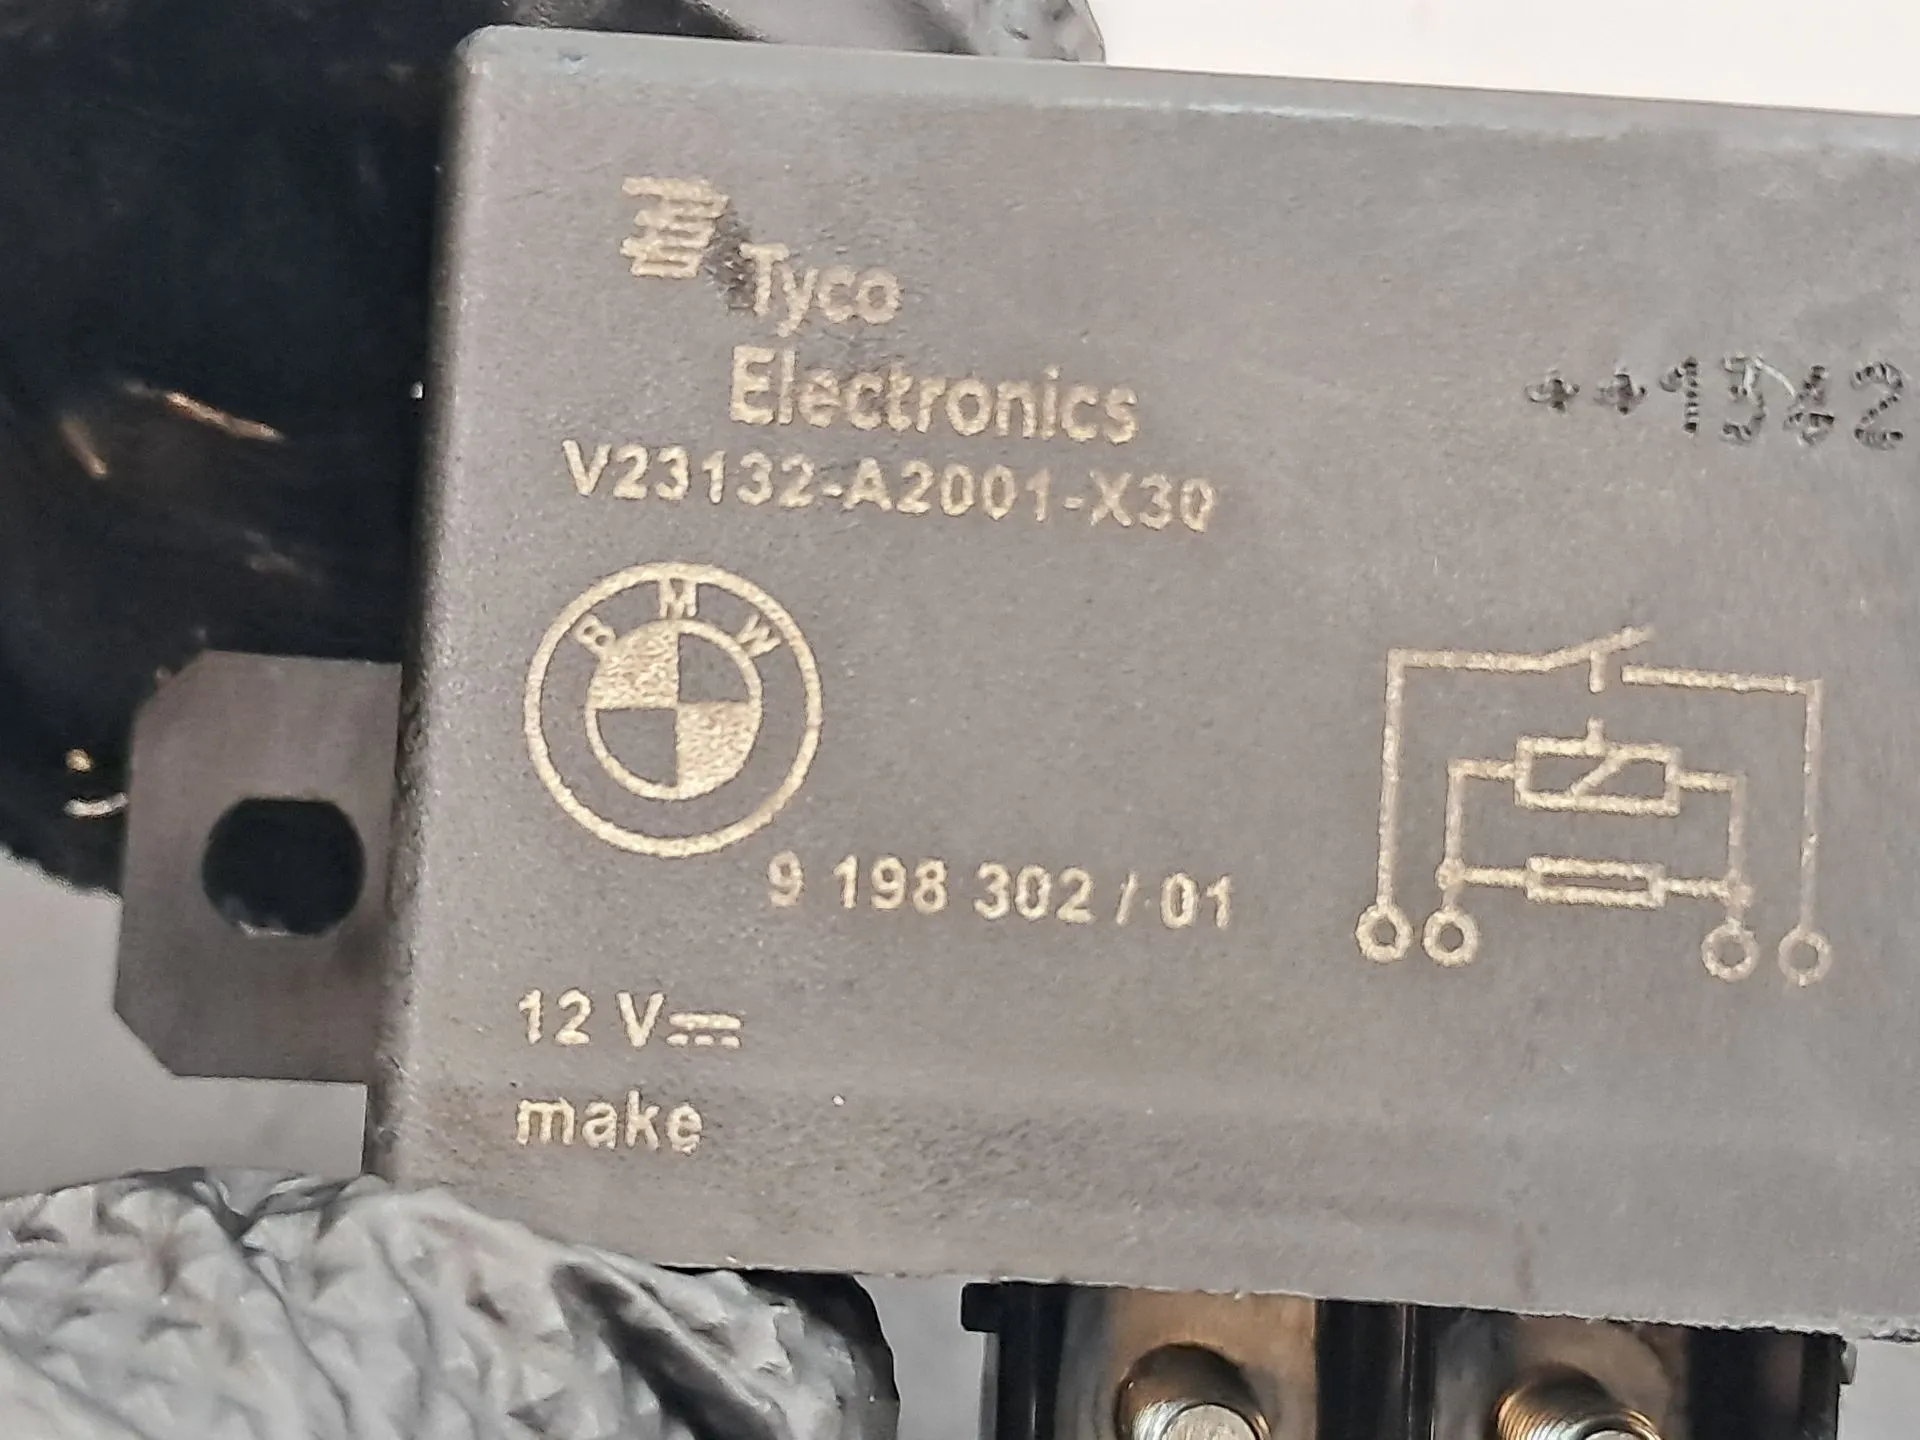 Tyco
Electronics
V23132-A2001-X30
BMW
9 198 302 / 01
12 V
make